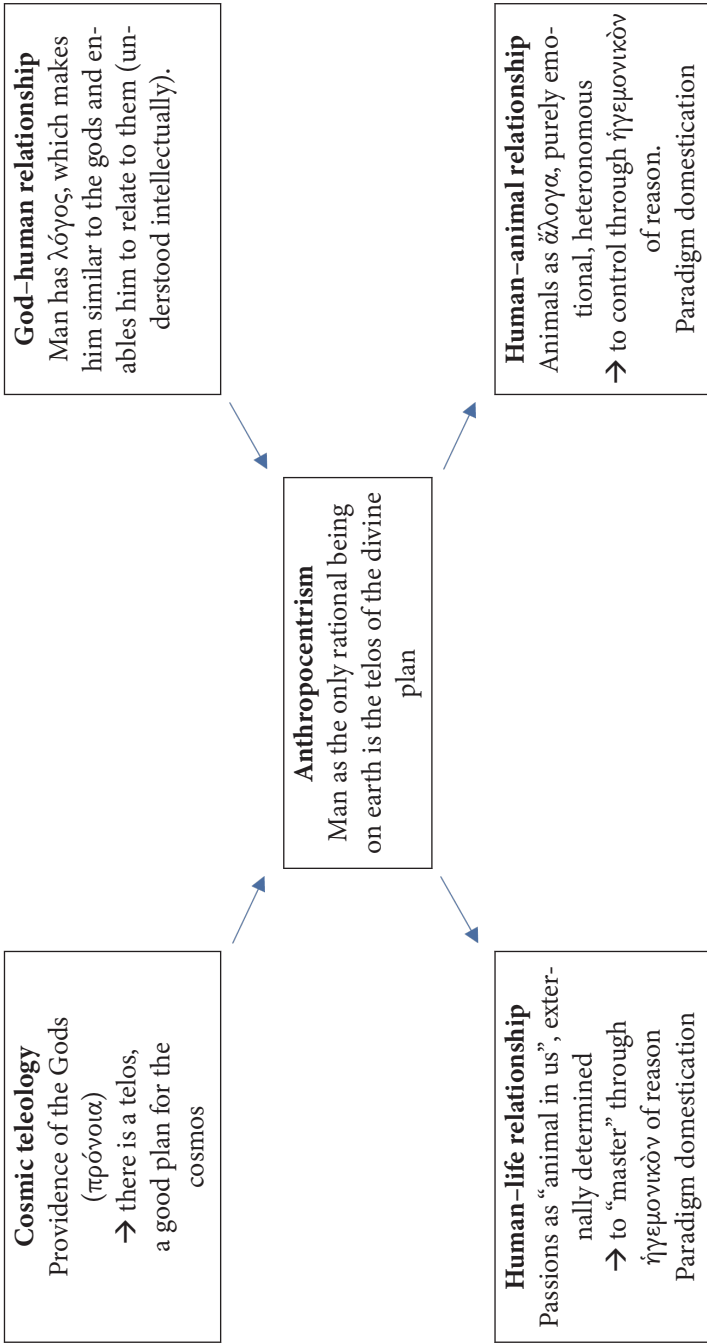 Cosmic teleology
Providence of the Gods
(πρόνοια)
→ there is a telos,
a good plan for the
cosmos
God–human relationship
Man has λόγος, which makes
him similar to the gods and en-
ables him to relate to them (un-
derstood intellectually).
Anthropocentrism
Man as the only rational being
on earth is the telos of the divine
plan
Human–life relationship
Passions as “animal in us”, exter-
nally determined
→ to “master” through
ἡγεμονικὸν of reason
Paradigm domestication
Human–animal relationship
Animals as ἄλογα, purely emo-
tional, heteronomous
→ to control through ἡγεμονικὸν
of reason.
Paradigm domestication